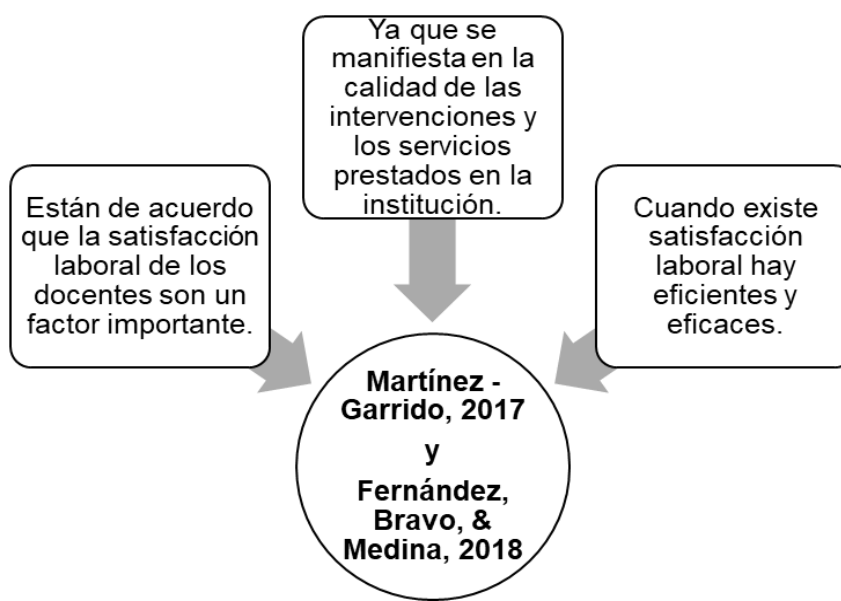 Ya que se
manifiesta en la
calidad de las
intervenciones y
los servicios
prestados en la
institución.
Están de acuerdo
que la satisfacción
laboral de los
docentes son un
factor importante.
Cuando existe
satisfacción
laboral hay
eficientes y
eficaces.
Martínez -
Garrido, 2017
y
Fernández,
Bravo, &
Medina, 2018